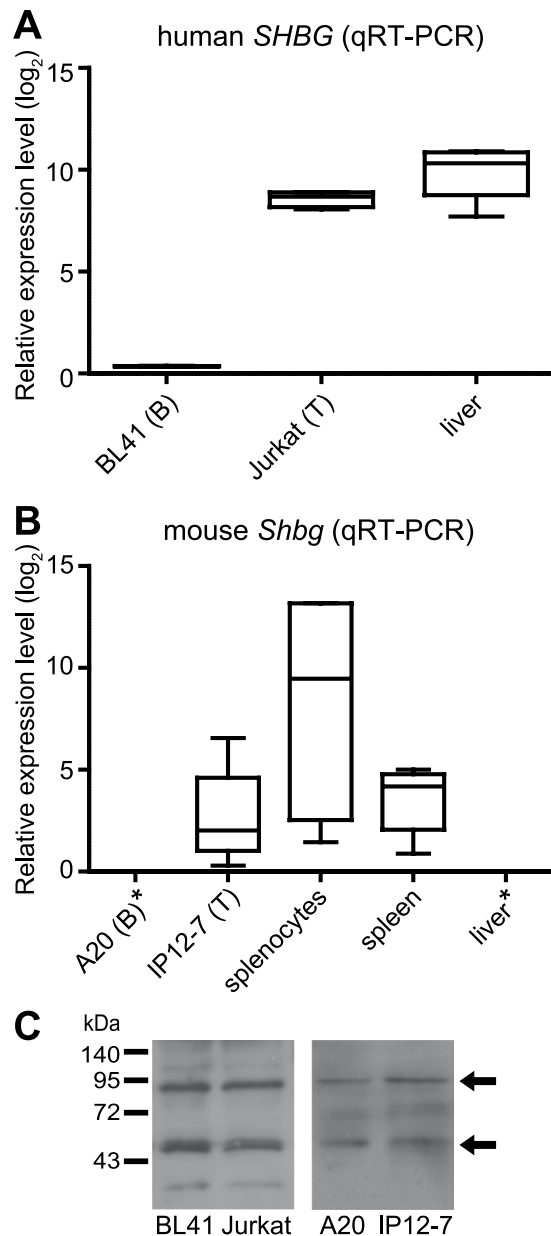 A
human SHBG (qRT-PCR)
Relative expression level (log2)
15
10
5
0
BL41 (B)
Jurkat (T)
liver
B
mouse Shbg (qRT-PCR)
Relative expression level (log2)
15
10
5
0
A20 (B)*
IP12-7 (T)
splenocytes
spleen
liver*
C
kDa
140
95
72
43
BL41 Jurkat
A20 IP12-7